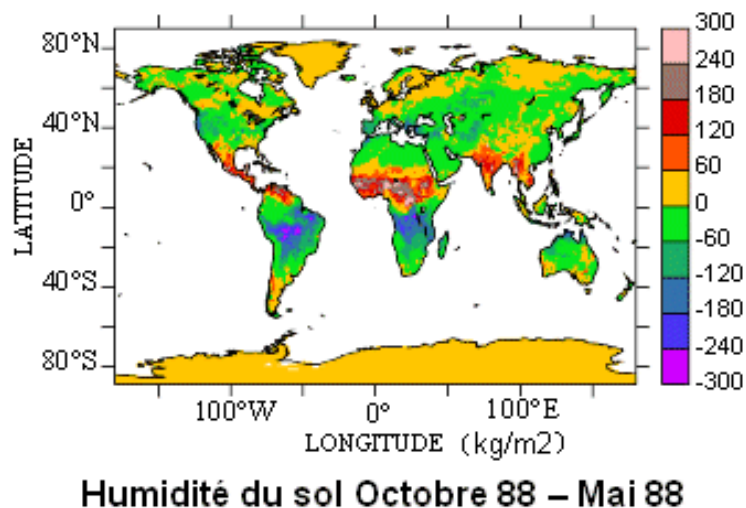 300
80°N
240
180
40°N
120
60
LATITUDE
0°
0
-60
40°S
-120
-180
80°S
-240
-300
100°W 0° 100°E
LONGITUDE (kg/m2)
Humidité du sol Octobre 88 – Mai 88